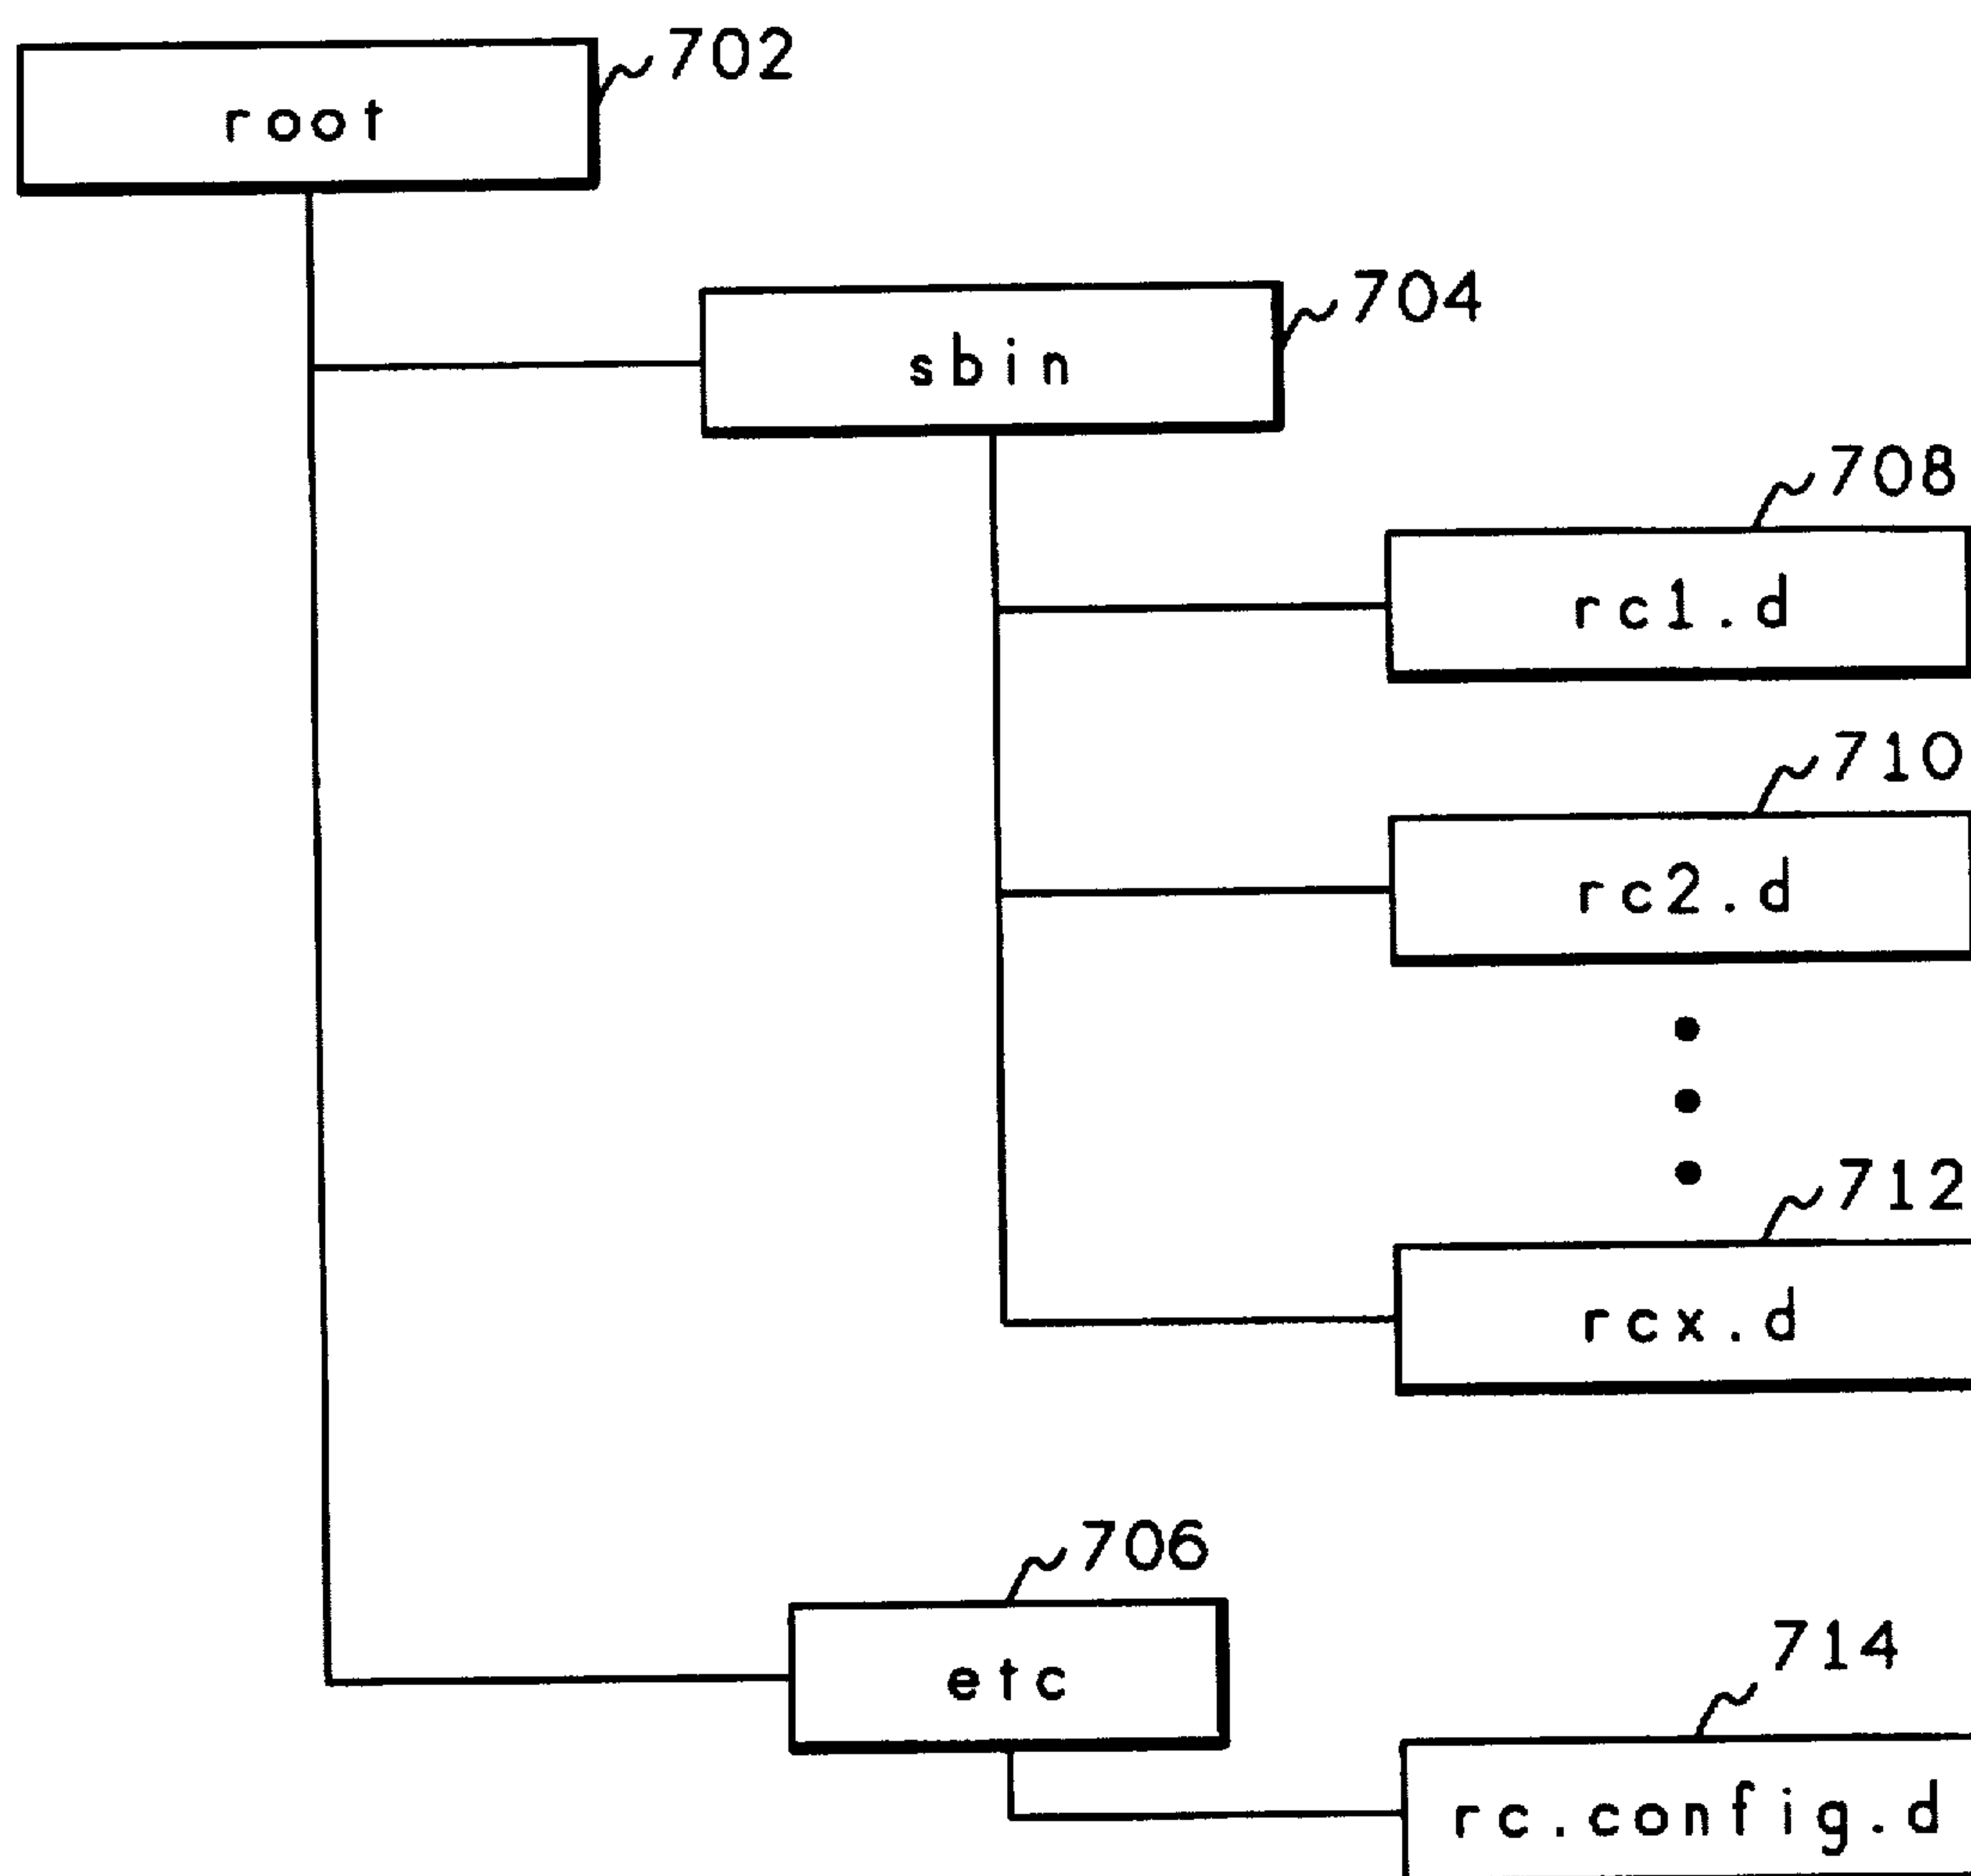 702
root
704
sbin
708
rc1.d
710
rc2.d
712
rcx.d
706
etc
714
rc.config.d